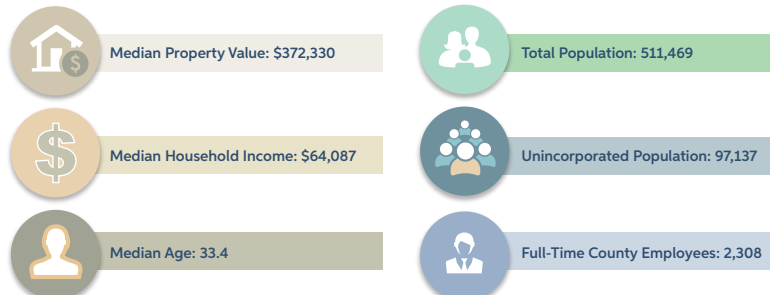 Median Property Value: $372,330
Total Population: 511,469
Median Household Income: $64,087
Unincorporated Population: 97,137
Median Age: 33.4
Full-Time County Employees: 2,308